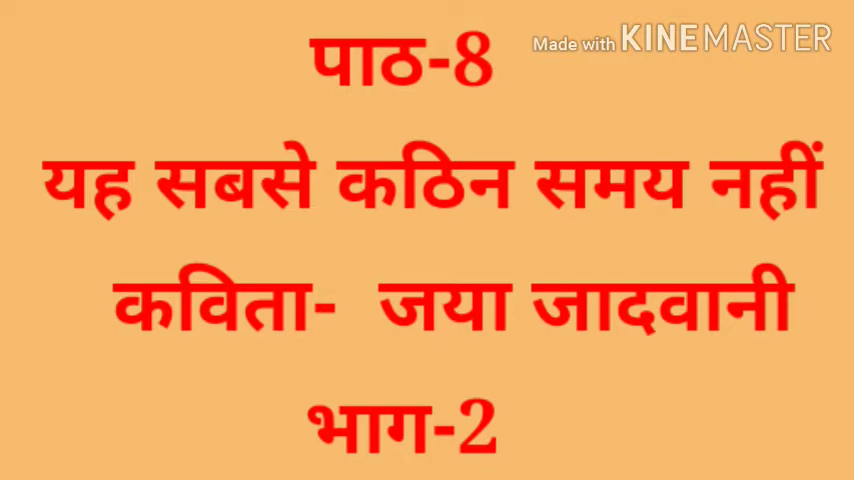 Made with KINEMASTER
पाठ-8
यह सबसे कठिन समय नहीं
कविता- जया जादवानी
भाग-2